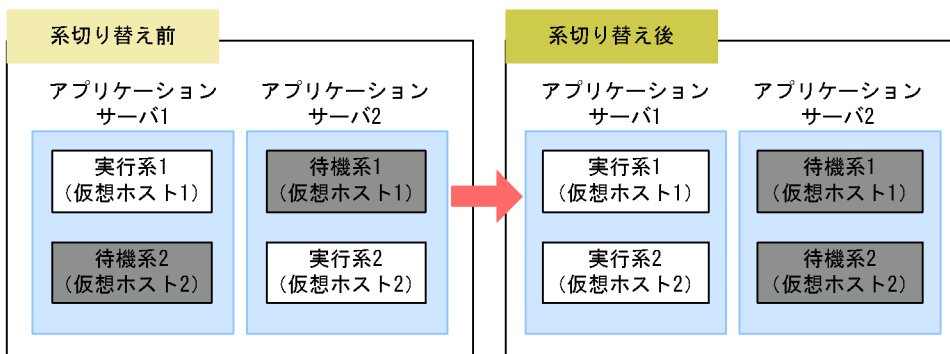 系切り替え前
アプリケーション
サーバ1
実行系1
(仮想ホスト1)
待機系2
(仮想ホスト2)
アプリケーション
サーバ2
待機系1
(仮想ホスト1)
実行系2
(仮想ホスト2)
系切り替え後
アプリケーション
サーバ1
実行系1
(仮想ホスト1)
実行系2
(仮想ホスト2)
アプリケーション
サーバ2
待機系1
(仮想ホスト1)
待機系2
(仮想ホスト2)